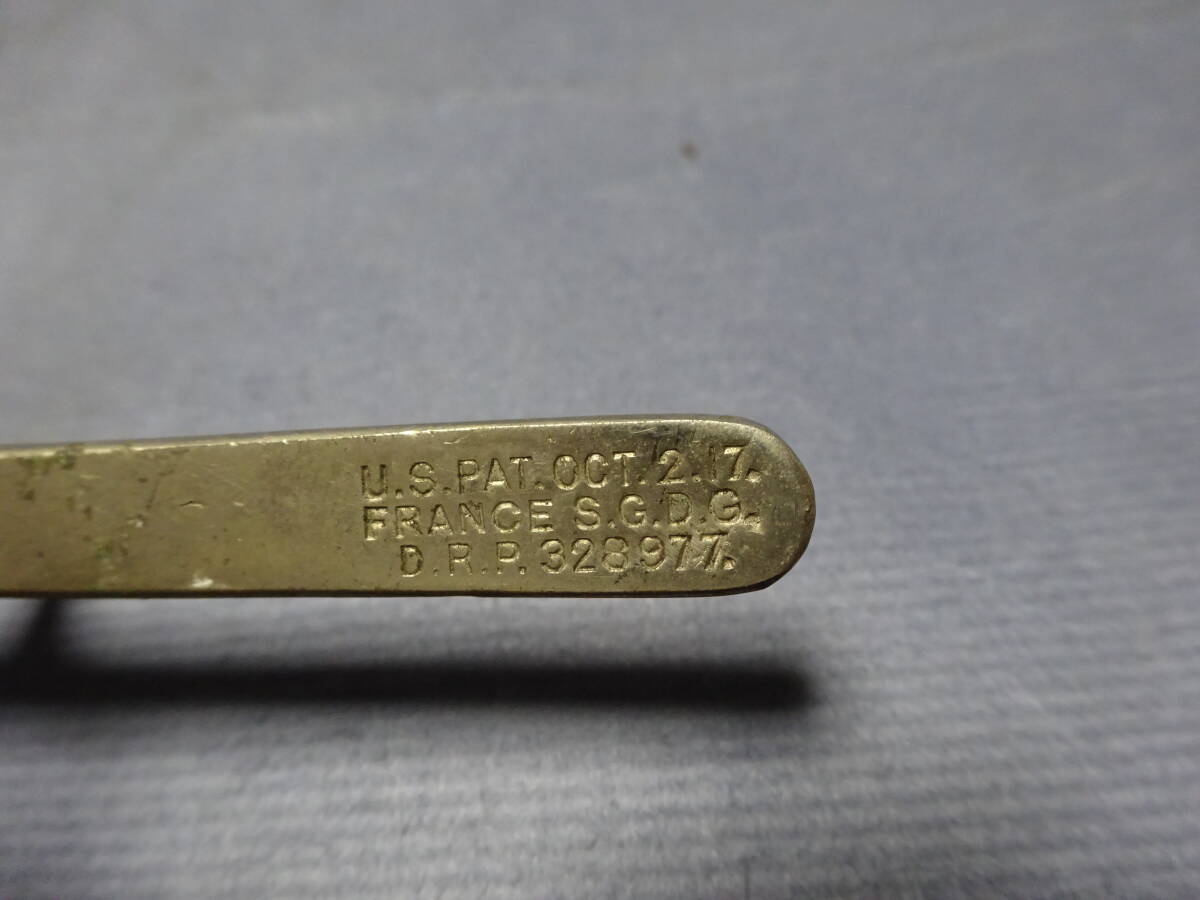 U.S.PAT.OCT.2.17.
FRANCE S.G.D.G.
D.R.P. 328977.